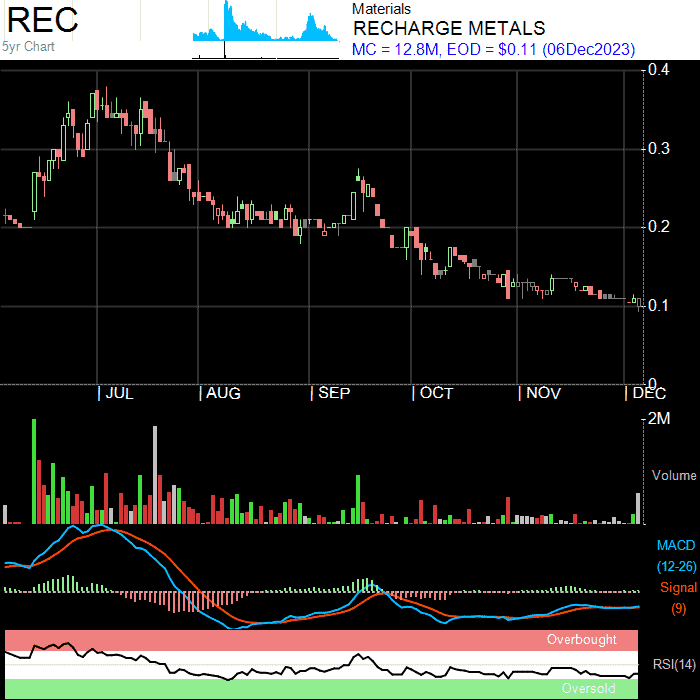 REC
5yr Chart
Materials
RECHARGE METALS
MC = 12.8M, EOD = $0.11 (06Dec2023)
0.4
0.3
0.2
0.1
0
| JUL | AUG | SEP | OCT | NOV | DEC
2M
Volume
MACD
(12-26)
Signal
(9)
Overbought
RSI(14)
Oversold